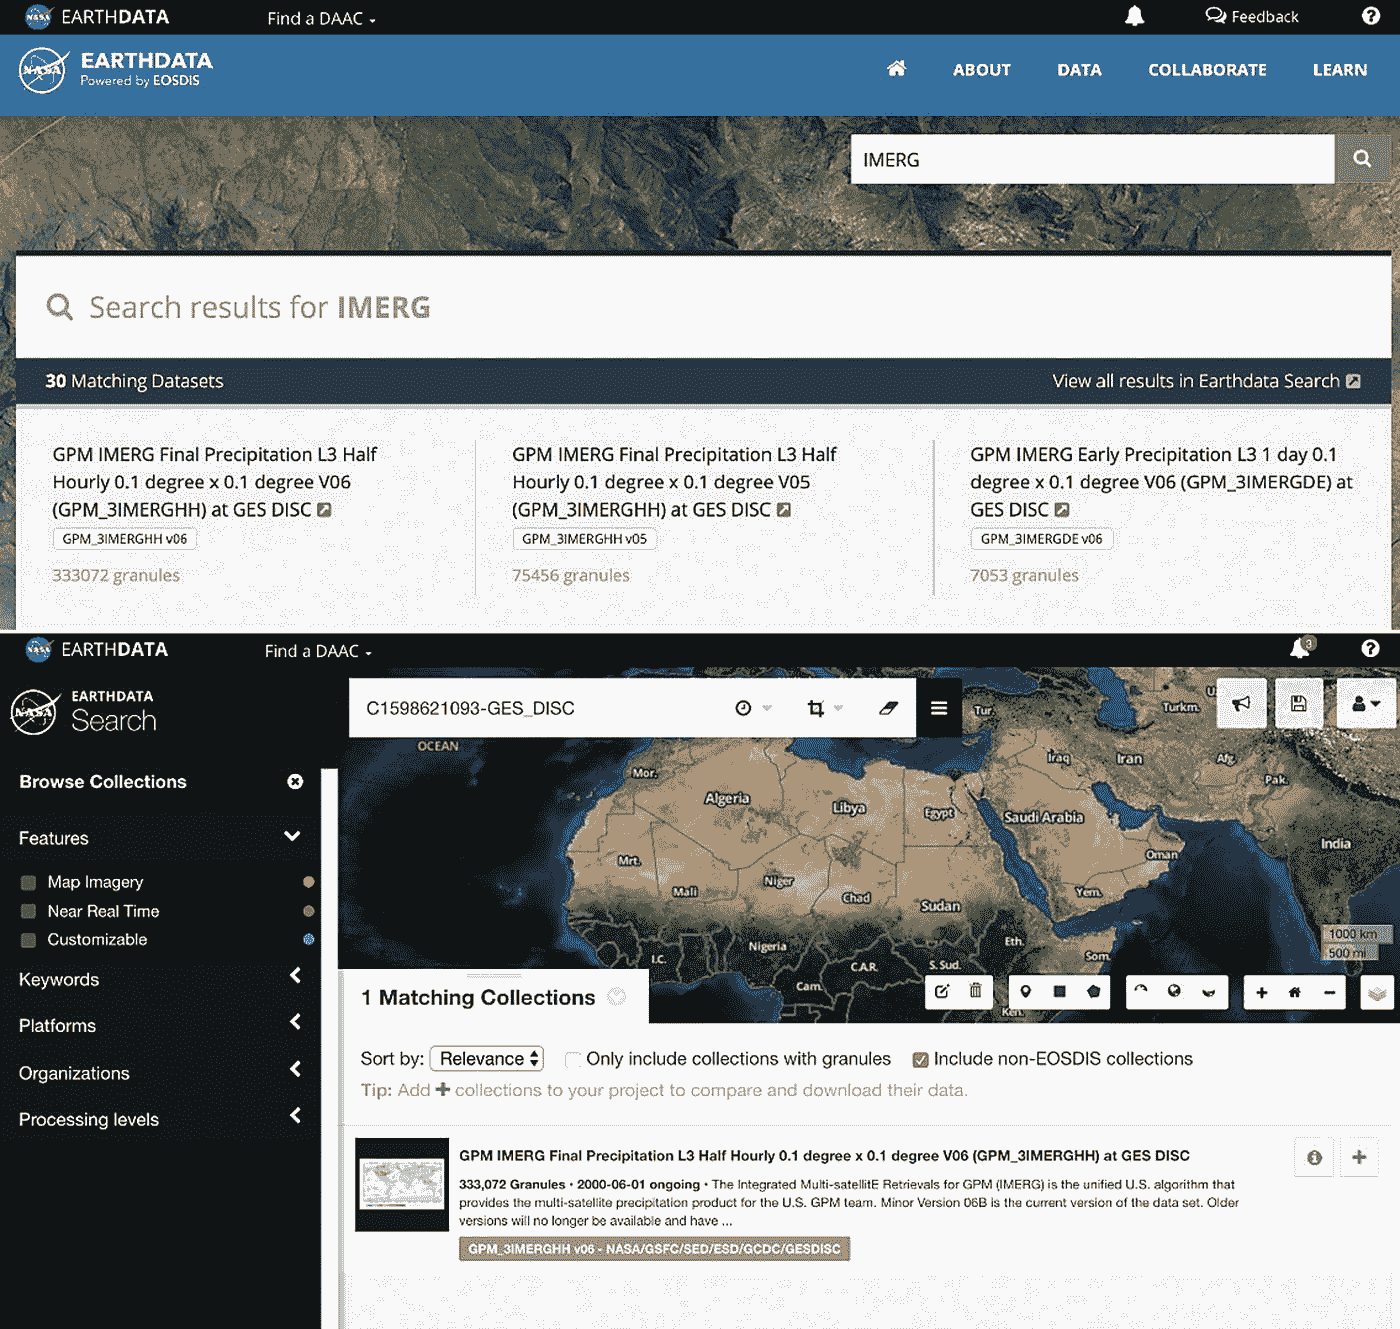 EARTHDATA
Find a DAAC
Feedback
NASA
EARTHDATA
Powered by EOSDIS
ABOUT
DATA
COLLABORATE
LEARN
IMERG
Search results for IMERG
30 Matching Datasets
View all results in Earthdata Search
GPM IMERG Final Precipitation L3 Half
Hourly 0.1 degree x 0.1 degree V06
(GPM_3IMERGHH) at GES DISC
GPM_3IMERGHH v06
333072 granules
GPM IMERG Final Precipitation L3 Half
Hourly 0.1 degree x 0.1 degree V05
(GPM_3IMERGHH) at GES DISC
GPM_3IMERGHH v05
75456 granules
GPM IMERG Early Precipitation L3 1 day 0.1
degree x 0.1 degree V06 (GPM_3IMERGDE) at
GES DISC
GPM_3IMERGDE v06
7053 granules
EARTHDATA
Find a DAAC
3
NASA
EARTHDATA
Search
C1598621093-GES_DISC
Browse Collections
Features
Map Imagery
Near Real Time
Customizable
Keywords
Platforms
Organizations
Processing levels
OCEAN
Tur.
Turkm.
Mor.
Algeria
Libya
Egypt
Iraq
Iran
Afg.
Pak.
Saudi Arabia
India
Oman
Mrt.
Mali
Niger
Chad
Sudan
Yem.
Eth.
Som.
Nigeria
I.C.
C.A.R.
S. Sud.
Cam.
Ken.
1000 km
500 mi
1 Matching Collections
Sort by: Relevance
Only include collections with granules
Include non-EOSDIS collections
Tip: Add + collections to your project to compare and download their data.
GPM IMERG Final Precipitation L3 Half Hourly 0.1 degree x 0.1 degree V06 (GPM_3IMERGHH) at GES DISC
333,072 Granules • 2000-06-01 ongoing • The Integrated Multi-satellitE Retrievals for GPM (IMERG) is the unified U.S. algorithm that
provides the multi-satellite precipitation product for the U.S. GPM team. Minor Version 06B is the current version of the data set. Older
versions will no longer be available and have ...
GPM_3IMERGHH v06 - NASA/GSFC/SED/ESD/GCDC/GESDISC